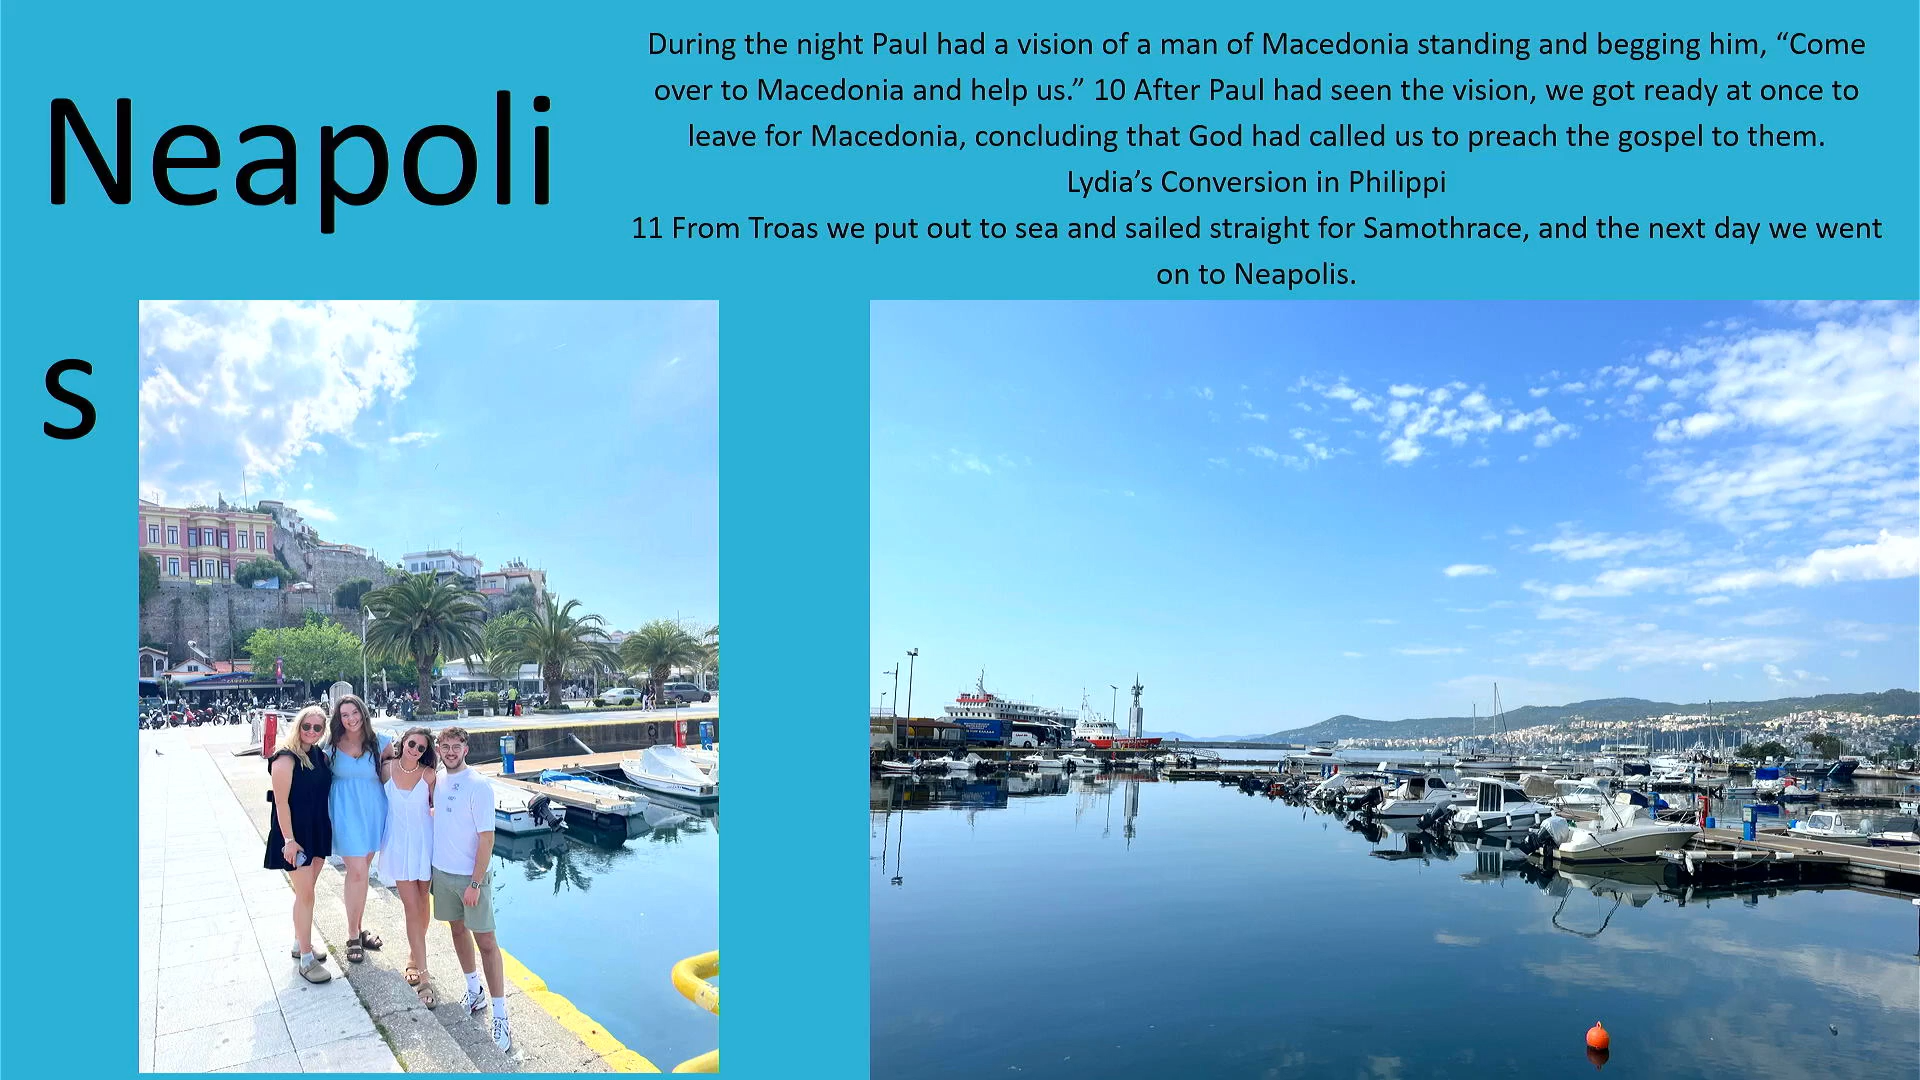 Neapoli
s
During the night Paul had a vision of a man of Macedonia standing and begging him, “Come
over to Macedonia and help us.” 10 After Paul had seen the vision, we got ready at once to
leave for Macedonia, concluding that God had called us to preach the gospel to them.
Lydia’s Conversion in Philippi
11 From Troas we put out to sea and sailed straight for Samothrace, and the next day we went
on to Neapolis.